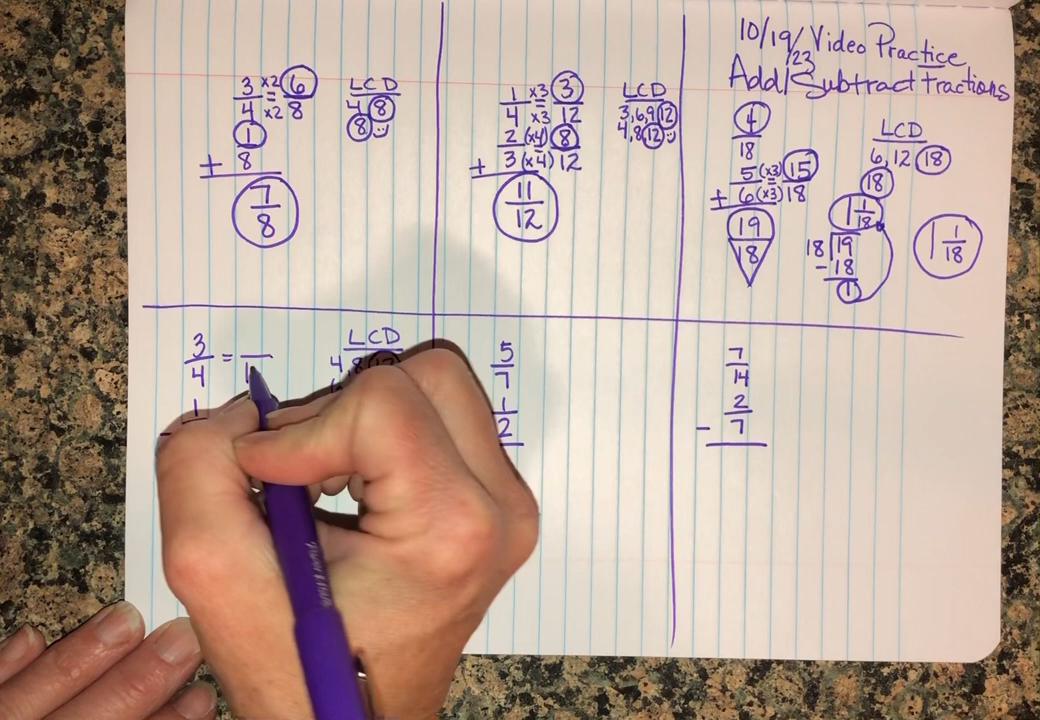 10/19/23 Video Practice
Add/Subtract Fractions
3/4 x2 = x2 6/8
1/8
+
7/8
LCD
4, 8
8
1/4 x3 = x3 3/12
2/3 (x4) = (x4) 8/12
+
11/12
LCD
3, 6, 9, 12
4, 8, 12
4/18
5/6 (x3) = (x3) 15/18
+
19/18
LCD
6, 12, 18
18
1 1/18
18 19
- 18
1
1 1/18
3/4 = 1
1
-
LCD
4, 8, 12
5/7
1/2
7/14
2/7
-